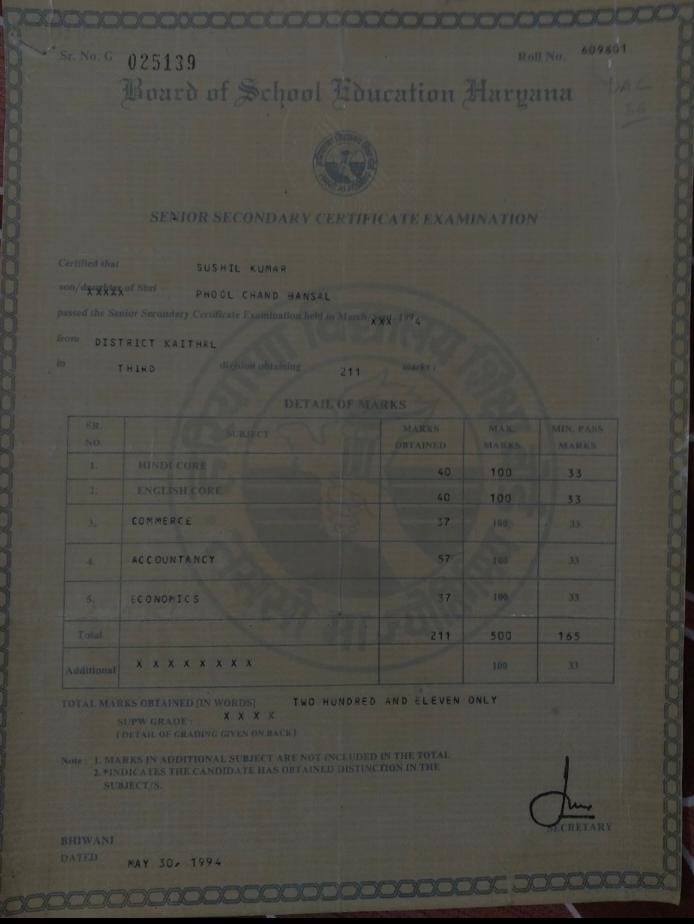 Sr. No. G 025139 Roll No. 609601
Board of School Education Haryana
SENIOR SECONDARY CERTIFICATE EXAMINATION
Certified that SUSHIL KUMAR
son/daughter of Shri PHOOL CHAND BANSAL
XXXXX
passed the Senior Secondary Certificate Examination held in March/Sept. 1994
XXX
from DISTRICT KAITHAL
in THIRD division obtaining 211 marks :
DETAIL OF MARKS
SR. NO. SUBJECT MARKS OBTAINED MAX. MARKS MIN. PASS MARKS
1. HINDI CORE 40 100 33
2. ENGLISH CORE 40 100 33
3. COMMERCE 37 100 33
4. ACCOUNTANCY 57 100 33
5. ECONOMICS 37 100 33
Total 211 500 165
Additional X X X X X X X X 100 33
TOTAL MARKS OBTAINED [IN WORDS] TWO HUNDRED AND ELEVEN ONLY
SUPW GRADE : X X X X
[DETAIL OF GRADING GIVEN ON BACK]
Note : 1. MARKS IN ADDITIONAL SUBJECT ARE NOT INCLUDED IN THE TOTAL
2. *INDICATES THE CANDIDATE HAS OBTAINED DISTINCTION IN THE
SUBJECT/S.
SECRETARY
BHIWANI
DATED MAY 30, 1994